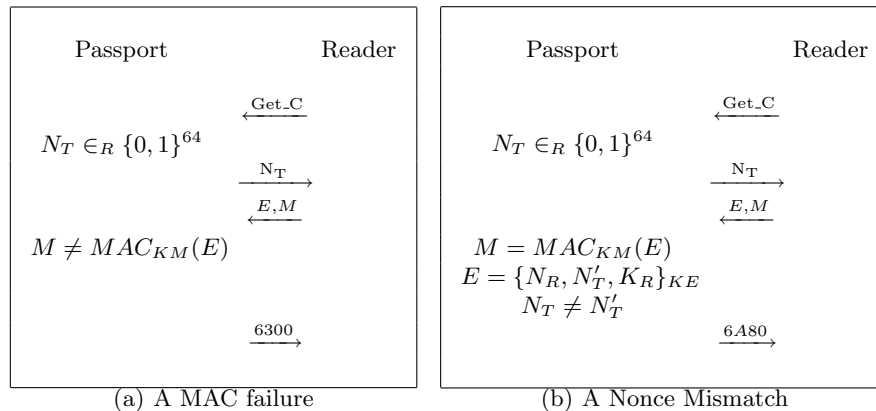 Passport Reader
Get_C
N_T ∈_R {0, 1}^64
N_T
E,M
M ≠ MAC_KM(E)
6300
(a) A MAC failure
Passport Reader
Get_C
N_T ∈_R {0, 1}^64
N_T
E,M
M = MAC_KM(E)
E = {N_R, N'_T, K_R}_KE
N_T ≠ N'_T
6A80
(b) A Nonce Mismatch